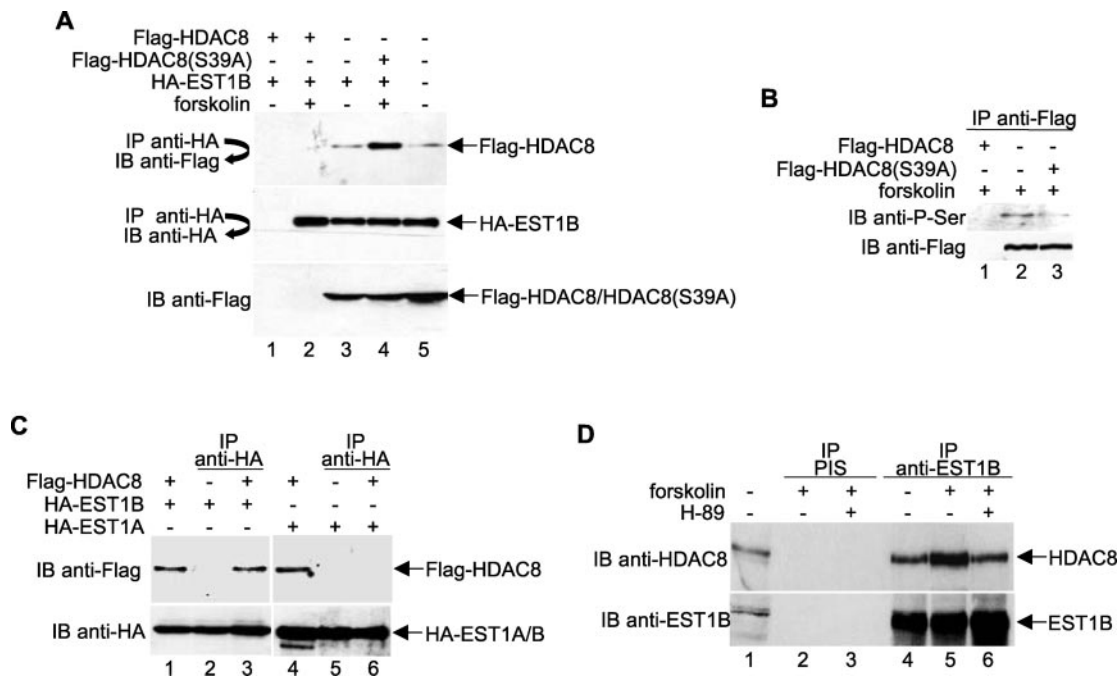 A
Flag-HDAC8 + + - - -
Flag-HDAC8(S39A) - - - + -
HA-EST1B + + + + -
forskolin - + - + -
IP anti-HA
IB anti-Flag
Flag-HDAC8
IP anti-HA
IB anti-HA
HA-EST1B
IB anti-Flag
Flag-HDAC8/HDAC8(S39A)
1 2 3 4 5
B
IP anti-Flag
Flag-HDAC8 + - -
Flag-HDAC8(S39A) - - +
forskolin + + +
IB anti-P-Ser
IB anti-Flag
1 2 3
C
IP
anti-HA
IP
anti-HA
Flag-HDAC8 + - + + - +
HA-EST1B + + + - - -
HA-EST1A - - - + + +
IB anti-Flag
Flag-HDAC8
IB anti-HA
HA-EST1A/B
1 2 3 4 5 6
D
IP
PIS
IP
anti-EST1B
forskolin - + + - + +
H-89 - - + - - +
IB anti-HDAC8
HDAC8
IB anti-EST1B
EST1B
1 2 3 4 5 6